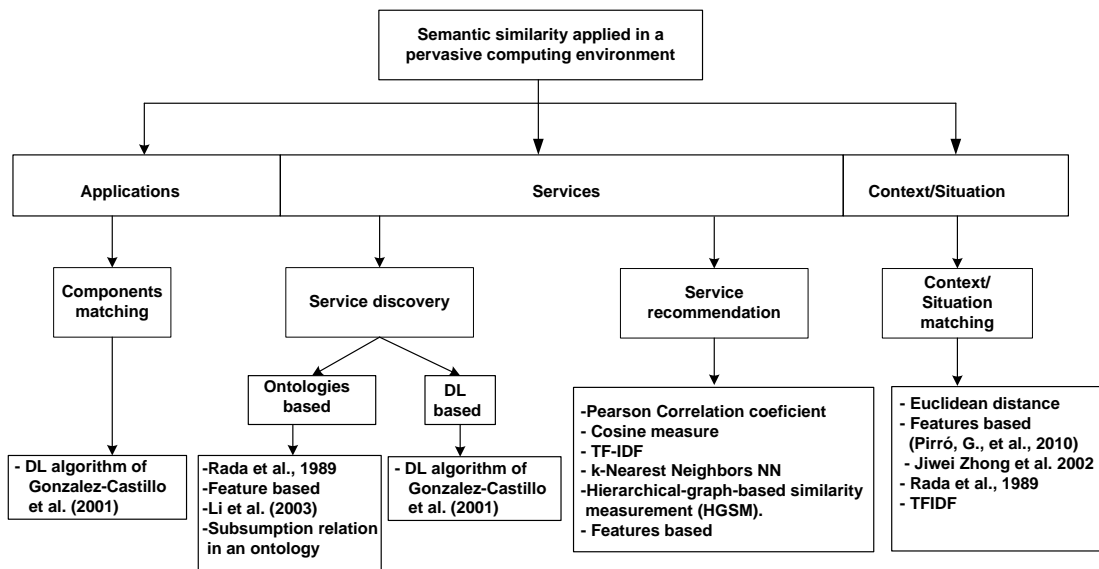 Semantic similarity applied in a
pervasive computing environment
Applications
Services
Context/Situation
Components
matching
Service discovery
Service
recommendation
Context/
Situation
matching
Ontologies
based
DL
based
- DL algorithm of
Gonzalez-Castillo
et al. (2001)
-Rada et al., 1989
-Feature based
-Li et al. (2003)
-Subsumption relation
in an ontology
- DL algorithm of
Gonzalez-Castillo
et al. (2001)
-Pearson Correlation coeficient
- Cosine measure
- TF-IDF
- k-Nearest Neighbors NN
-Hierarchical-graph-based similarity
measurement (HGSM).
- Features based
- Euclidean distance
- Features based
(Pirró, G., et al., 2010)
- Jiwei Zhong et al. 2002
- Rada et al., 1989
- TFIDF